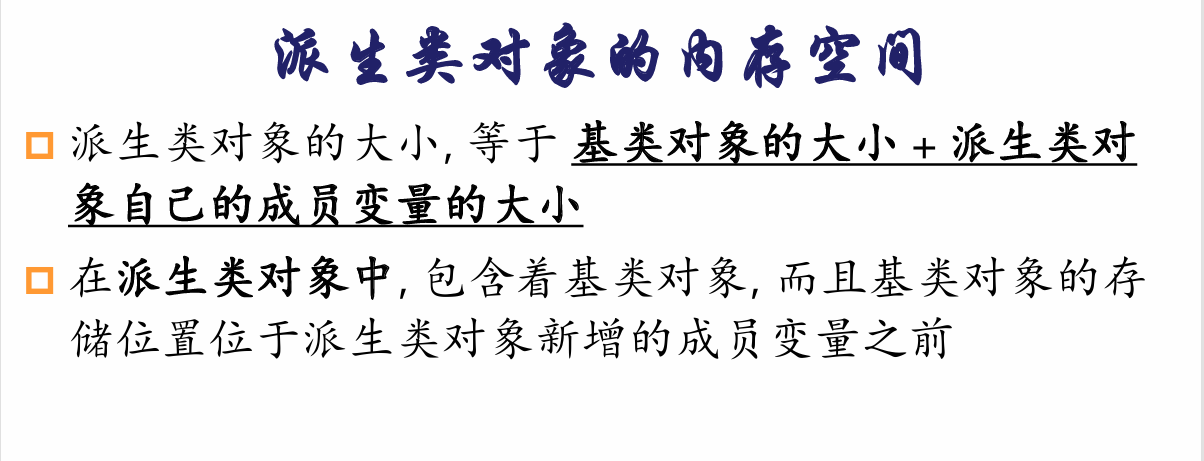 派生类对象的内存空间
派生类对象的大小, 等于 基类对象的大小 + 派生类对
象自己的成员变量的大小
在派生类对象中, 包含着基类对象, 而且基类对象的存
储位置位于派生类对象新增的成员变量之前